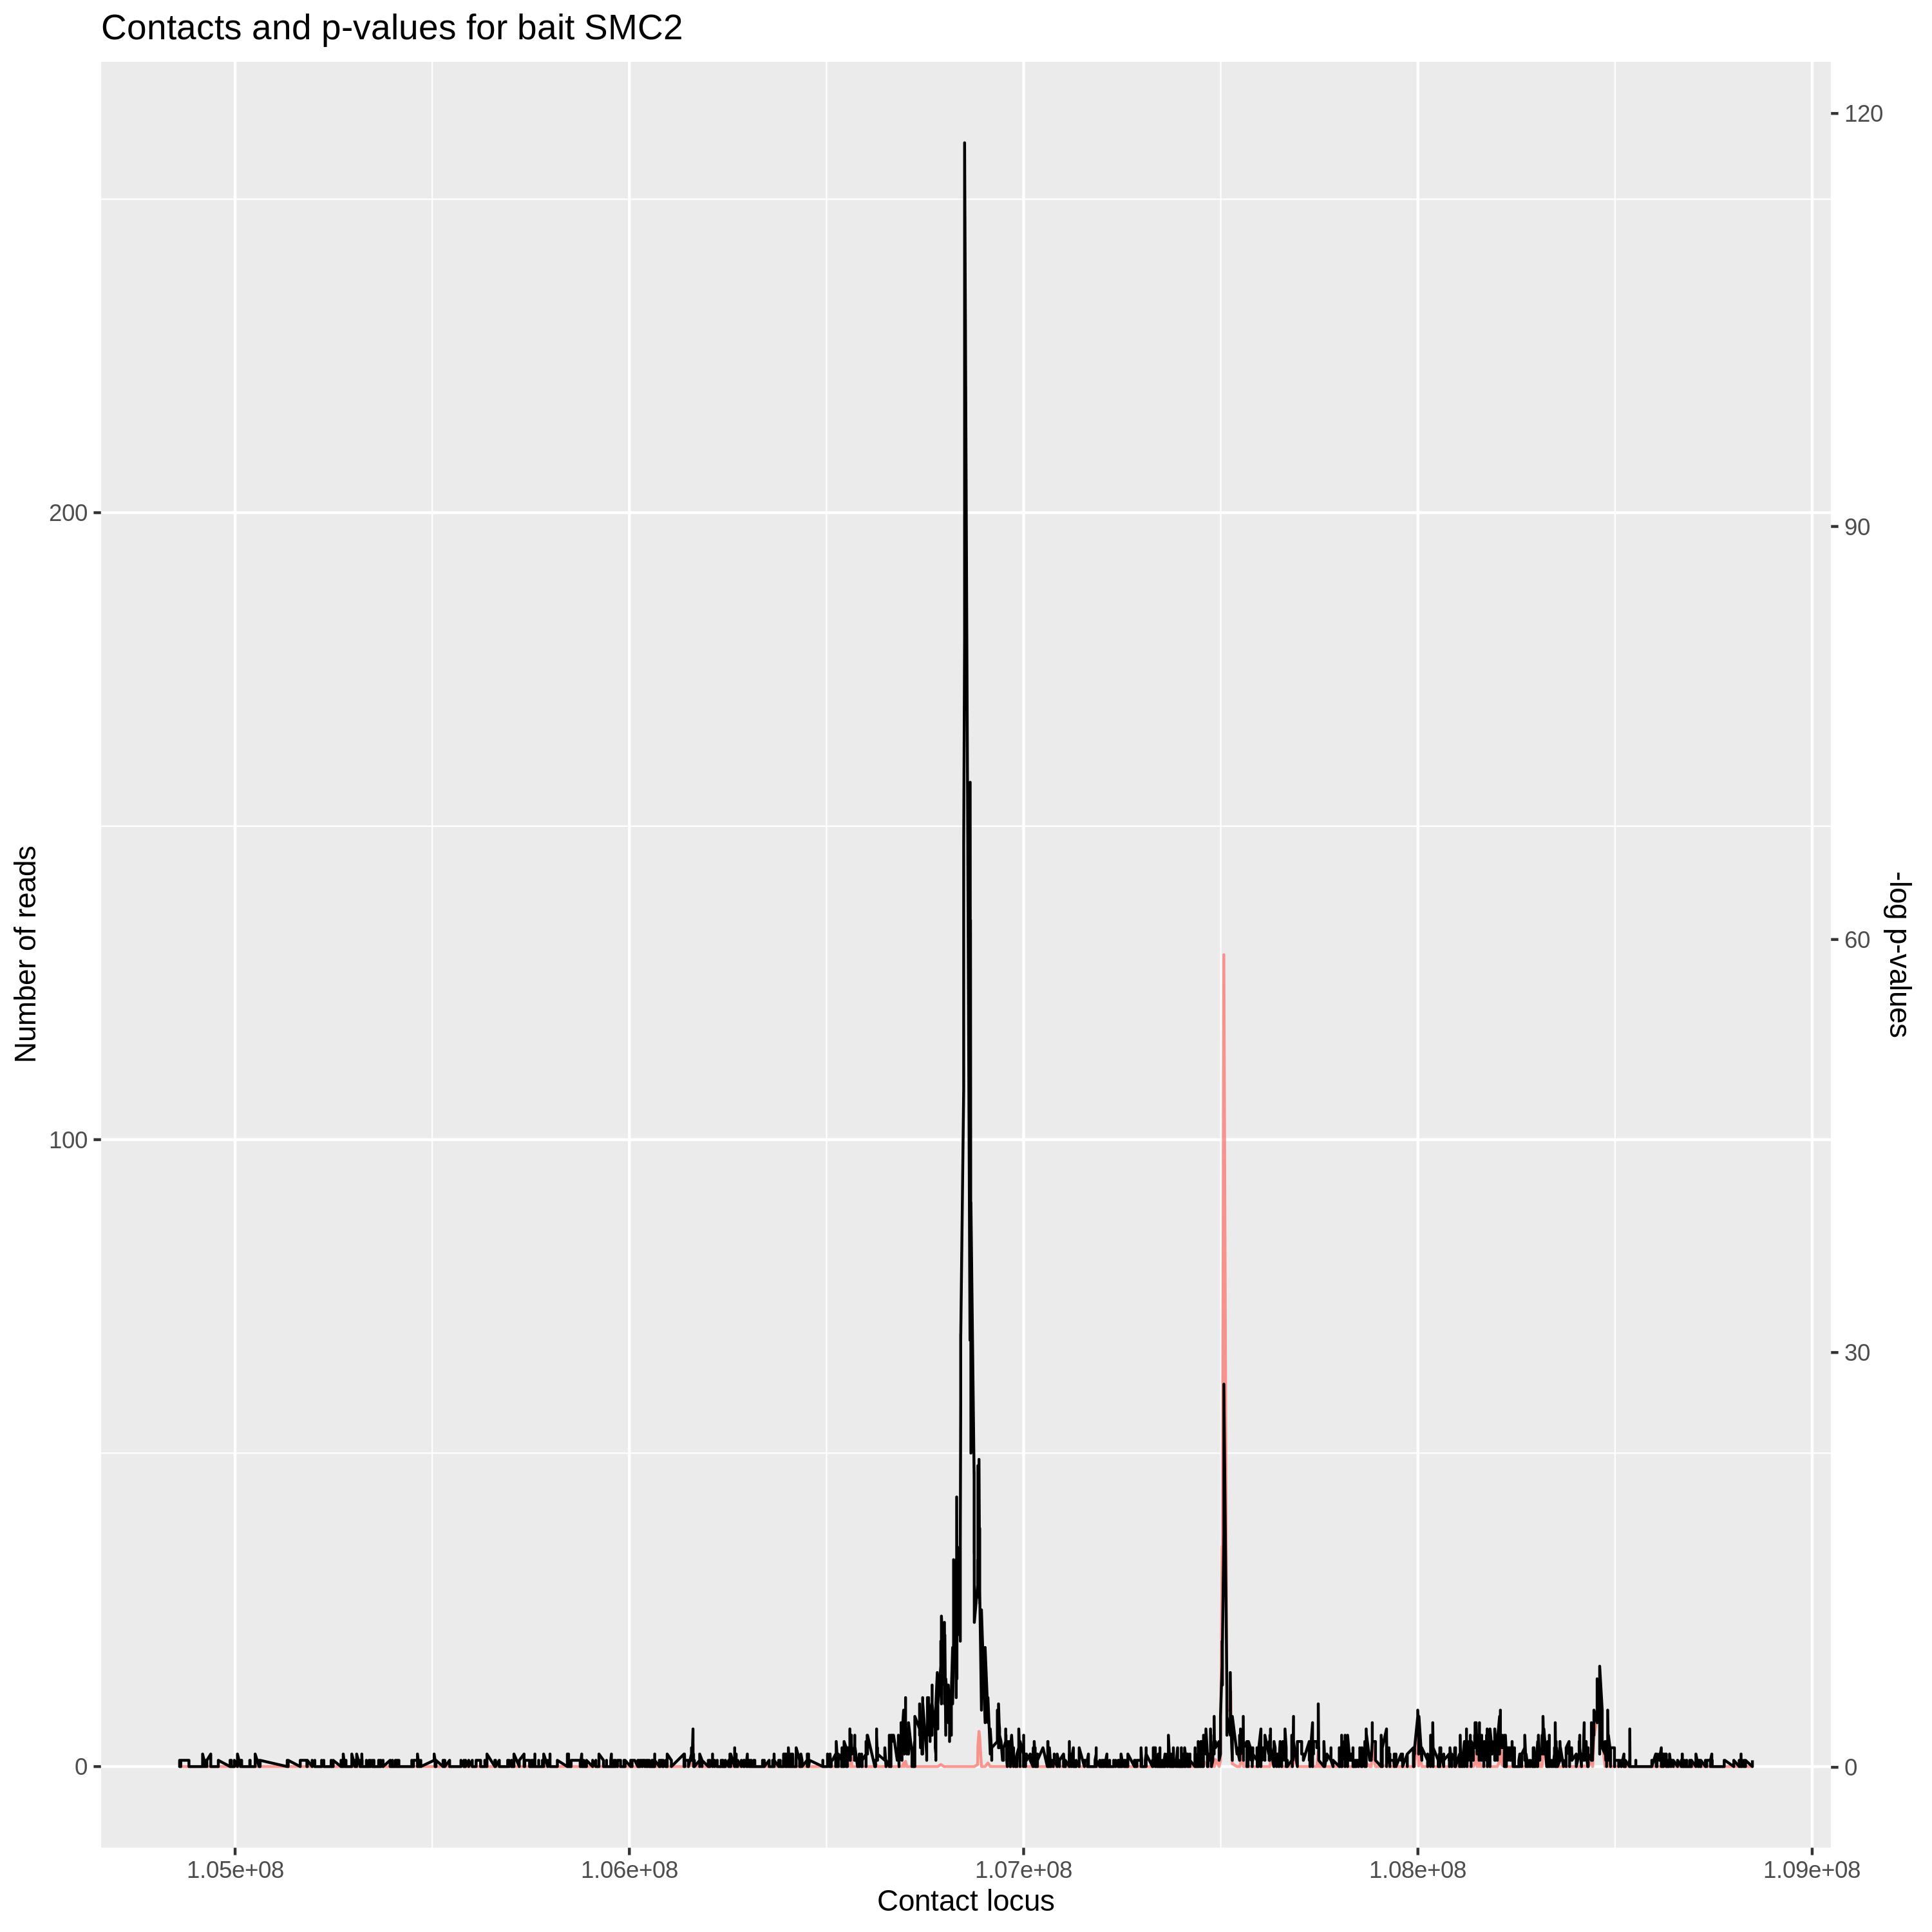 Contacts and p-values for bait SMC2
120
200
90
Number of reads
-log p-values
60
100
30
0
0
1.05e+08
1.06e+08
1.07e+08
1.08e+08
1.09e+08
Contact locus